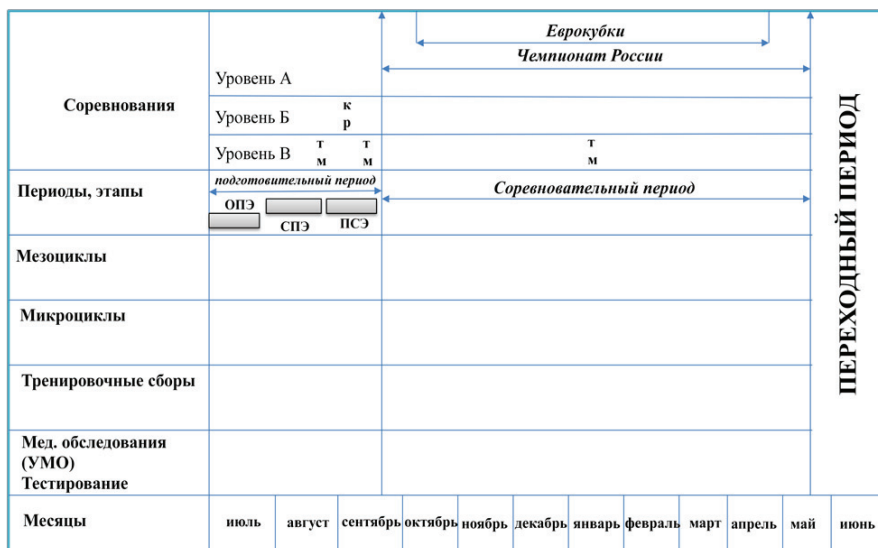 Еврокубки
Чемпионат России
Соревнования
Уровень А
Уровень Б
к
р
Уровень В
т
м
т
м
т
м
Периоды, этапы
подготовительный период
Соревновательный период
ОПЭ
СПЭ
ПСЭ
Мезоциклы
Микроциклы
Тренировочные сборы
Мед. обследования
(УМО)
Тестирование
Месяцы
июль
август
сентябрь
октябрь
ноябрь
декабрь
январь
февраль
март
апрель
май
июнь
ПЕРЕХОДНЫЙ ПЕРИОД